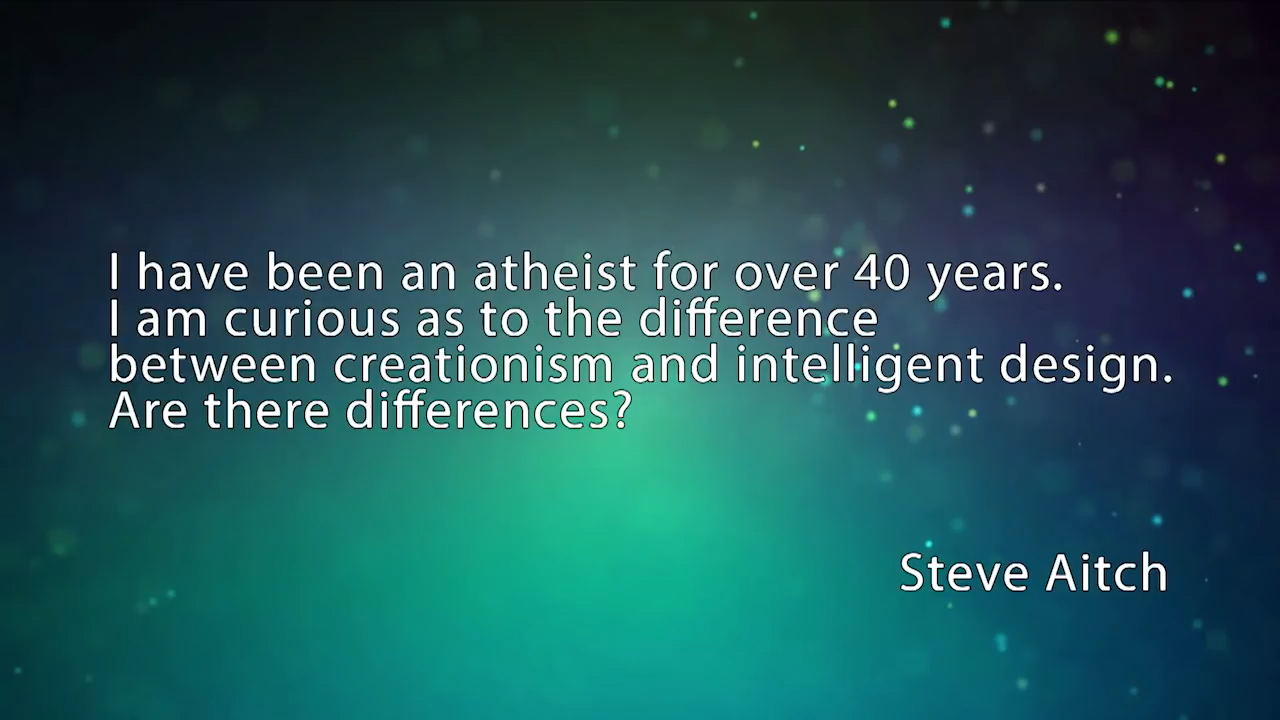 I have been an atheist for over 40 years.
I am curious as to the difference
between creationism and intelligent design.
Are there differences?
Steve Aitch